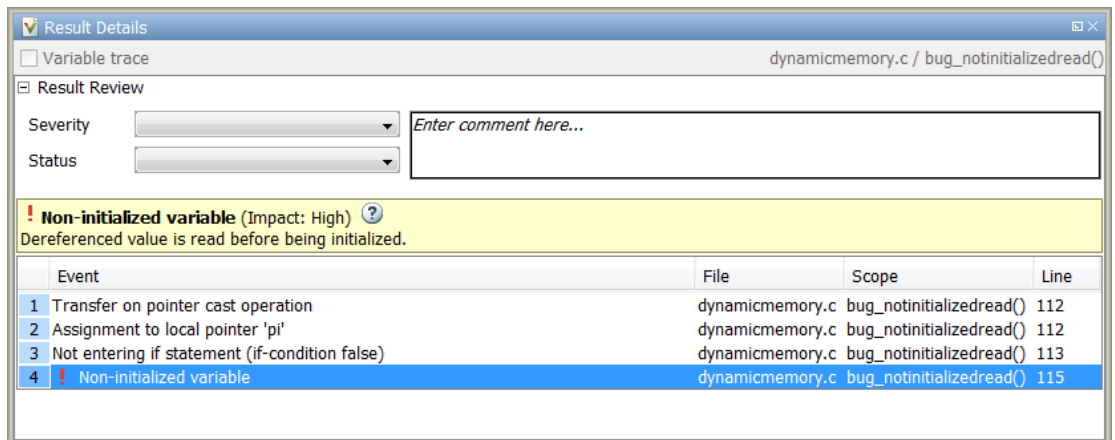 Result Details
Variable trace dynamicmemory.c / bug_notinitializedread()
Result Review
Severity Enter comment here...
Status
! Non-initialized variable (Impact: High) ?
Dereferenced value is read before being initialized.
Event File Scope Line
1 Transfer on pointer cast operation dynamicmemory.c bug_notinitializedread() 112
2 Assignment to local pointer 'pi' dynamicmemory.c bug_notinitializedread() 112
3 Not entering if statement (if-condition false) dynamicmemory.c bug_notinitializedread() 113
4 ! Non-initialized variable dynamicmemory.c bug_notinitializedread() 115